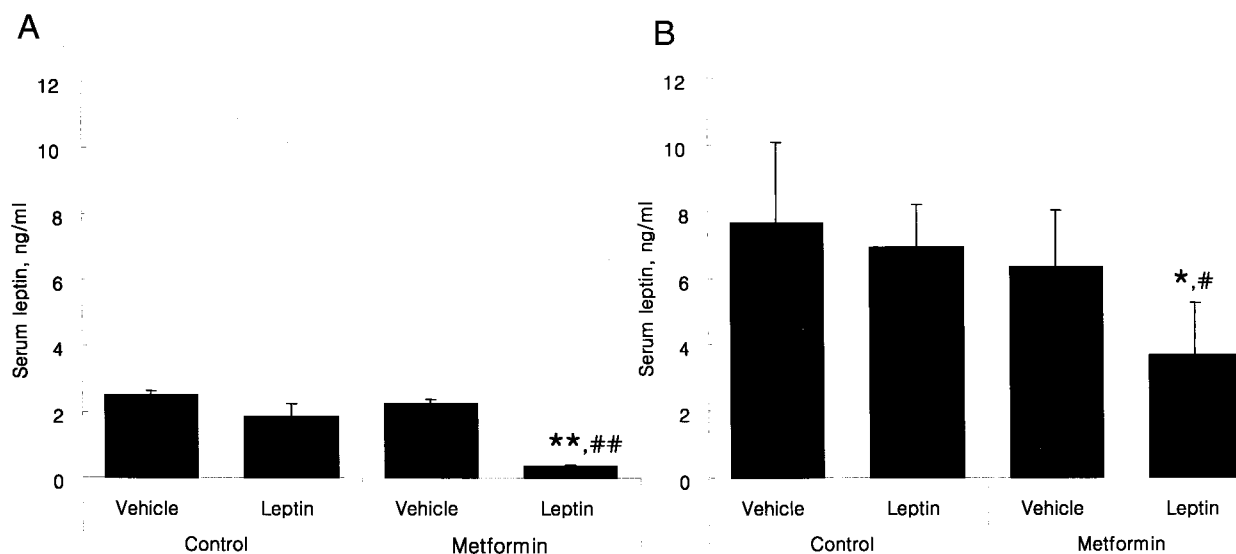 A
Serum leptin, ng/ml
12
10
8
6
4
2
0
**,##
Vehicle Leptin Vehicle Leptin
Control Metformin
B
Serum leptin, ng/ml
12
10
8
6
4
2
0
*,#
Vehicle Leptin Vehicle Leptin
Control Metformin